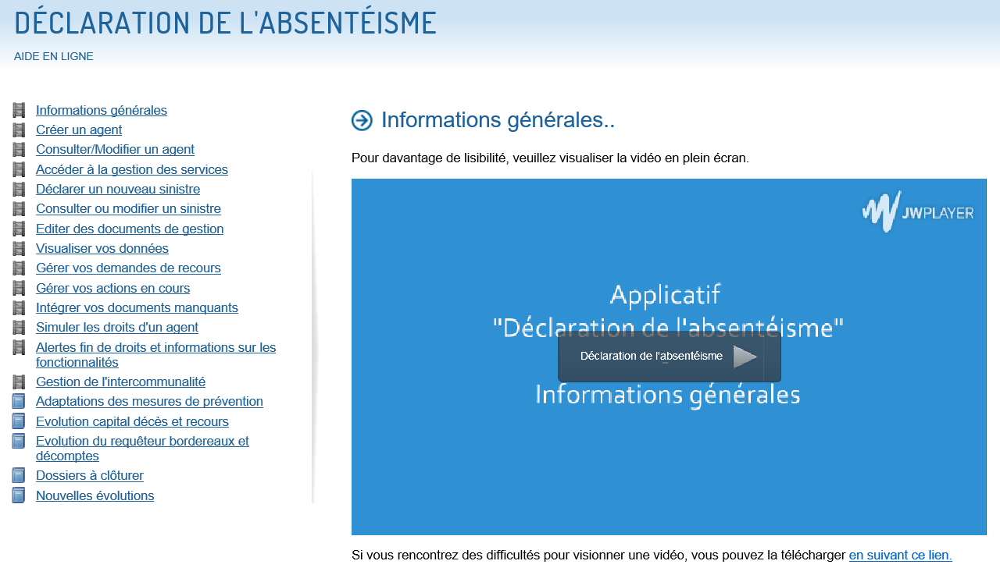 DÉCLARATION DE L'ABSENTÉISME
AIDE EN LIGNE
Informations générales
Créer un agent
Consulter/Modifier un agent
Accéder à la gestion des services
Déclarer un nouveau sinistre
Consulter ou modifier un sinistre
Editer des documents de gestion
Visualiser vos données
Gérer vos demandes de recours
Gérer vos actions en cours
Intégrer vos documents manquants
Simuler les droits d'un agent
Alertes fin de droits et informations sur les
fonctionnalités
Gestion de l'intercommunalité
Adaptations des mesures de prévention
Evolution capital décès et recours
Evolution du requêteur bordereaux et
décomptes
Dossiers à clôturer
Nouvelles évolutions
Informations générales..
Pour davantage de lisibilité, veuillez visualiser la vidéo en plein écran.
JWPLAYER
Applicatif
"Déclaration de l'absentéisme"
Déclaration de l'absentéisme
Informations générales
Si vous rencontrez des difficultés pour visionner une vidéo, vous pouvez la télécharger en suivant ce lien.